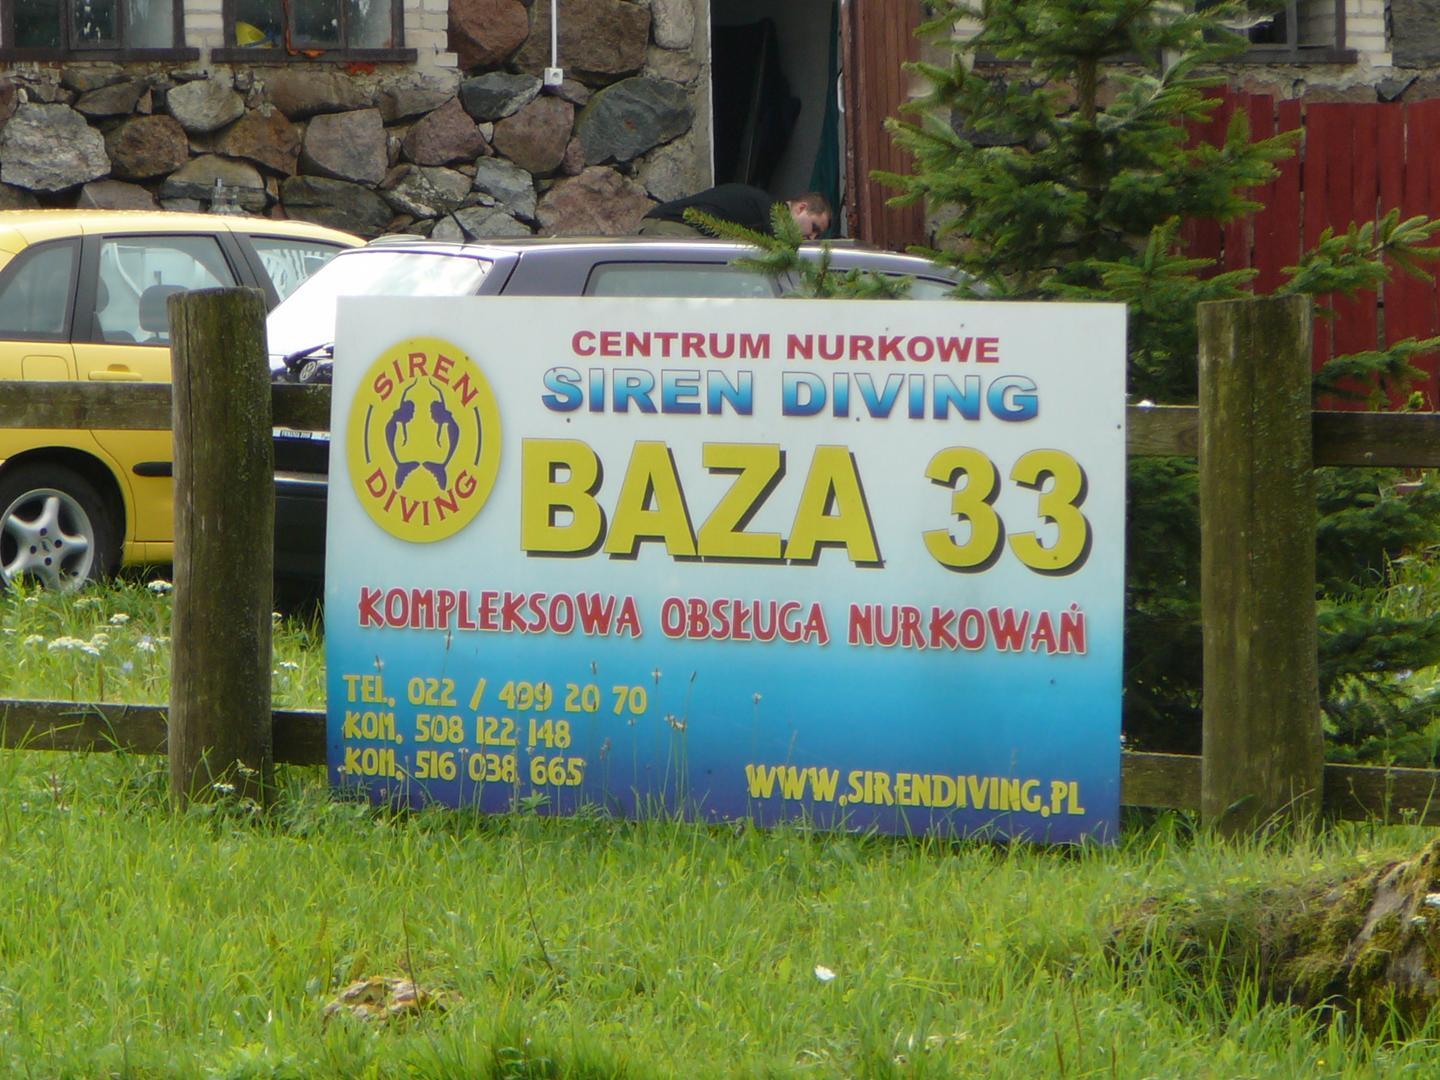 SIREN DIVING
CENTRUM NURKOWE
SIREN DIVING
BAZA 33
KOMPLEKSOWA OBSŁUGA NURKOWAŃ
TEL. 022 / 499 20 70
KOM. 508 122 148
KOM. 516 038 665
WWW.SIRENDIVING.PL